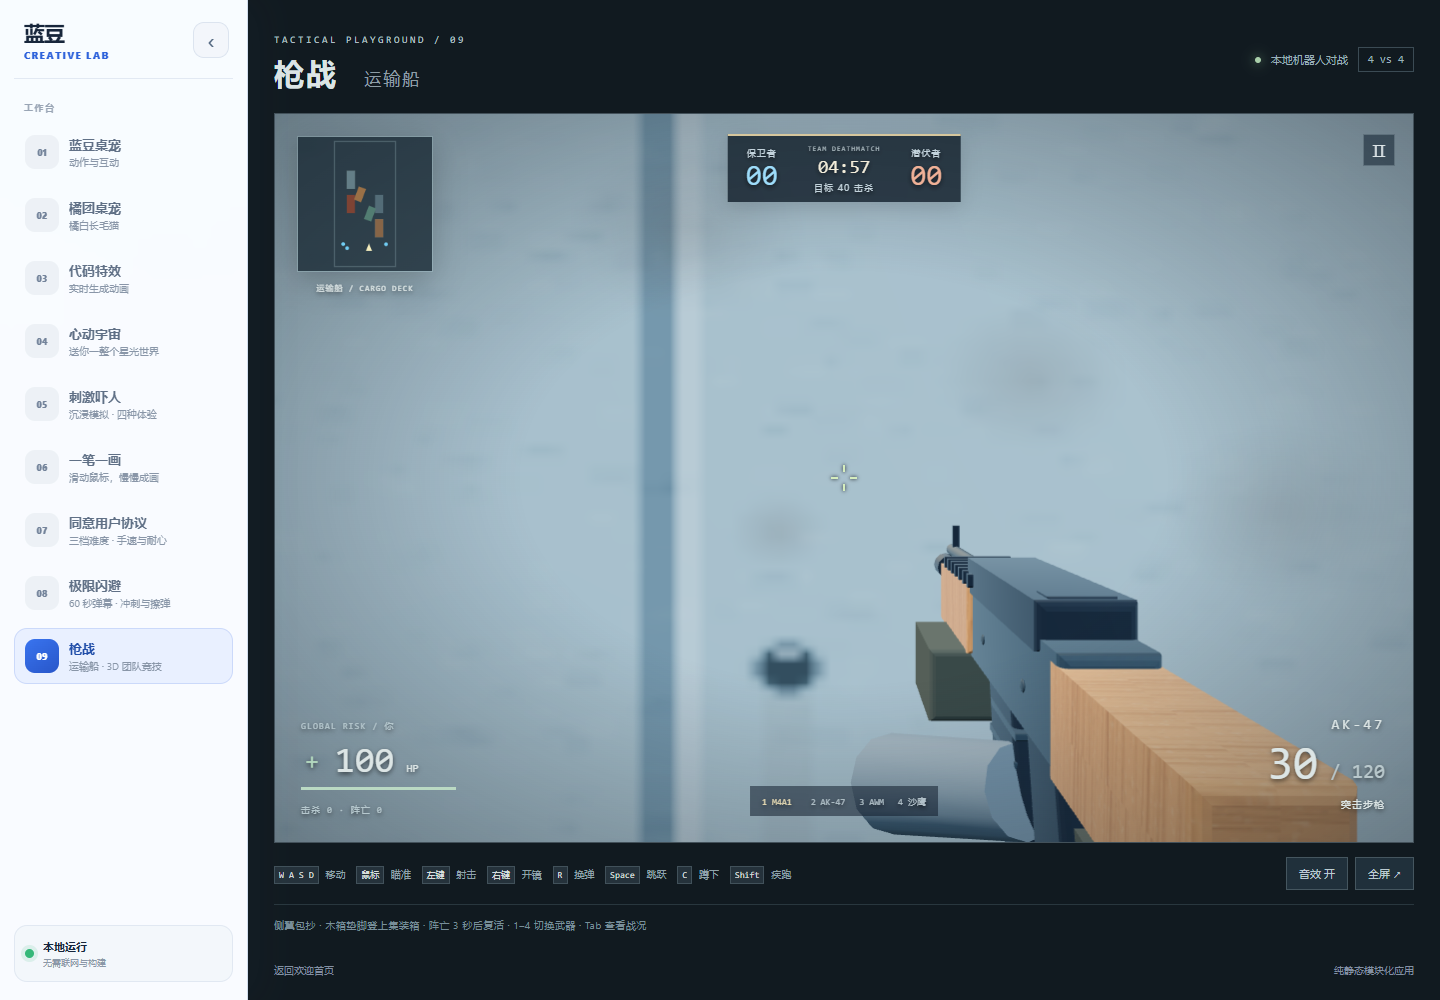 蓝豆
CREATIVE LAB
‹
工作台
01 蓝豆桌宠
动作与互动
02 橘团桌宠
橘白长毛猫
03 代码特效
实时生成动画
04 心动宇宙
送你一整个星光世界
05 刺激吓人
沉浸模拟 · 四种体验
06 一笔一画
滑动鼠标，慢慢成画
07 同意用户协议
三档难度 · 手速与耐心
08 极限闪避
60 秒弹幕 · 冲刺与擦弹
09 枪战
运输船 · 3D 团队竞技
本地运行
无需联网与构建
TACTICAL PLAYGROUND / 09
枪战 运输船
本地机器人对战 4 vs 4
运输船 / CARGO DECK
保卫者 00
TEAM DEATHMATCH
04:57
目标 40 击杀
潜伏者 00
II
GLOBAL RISK / 你
+ 100 HP
击杀 0 · 阵亡 0
1 M4A1 2 AK-47 3 AWM 4 沙鹰
AK-47
30 / 120
突击步枪
W A S D 移动 鼠标 瞄准 左键 射击 右键 开镜 R 换弹 Space 跳跃 C 蹲下 Shift 疾跑
音效 开 全屏 ↗
侧翼包抄 · 木箱垫脚登上集装箱 · 阵亡 3 秒后复活 · 1–4 切换武器 · Tab 查看战况
返回欢迎首页
纯静态模块化应用